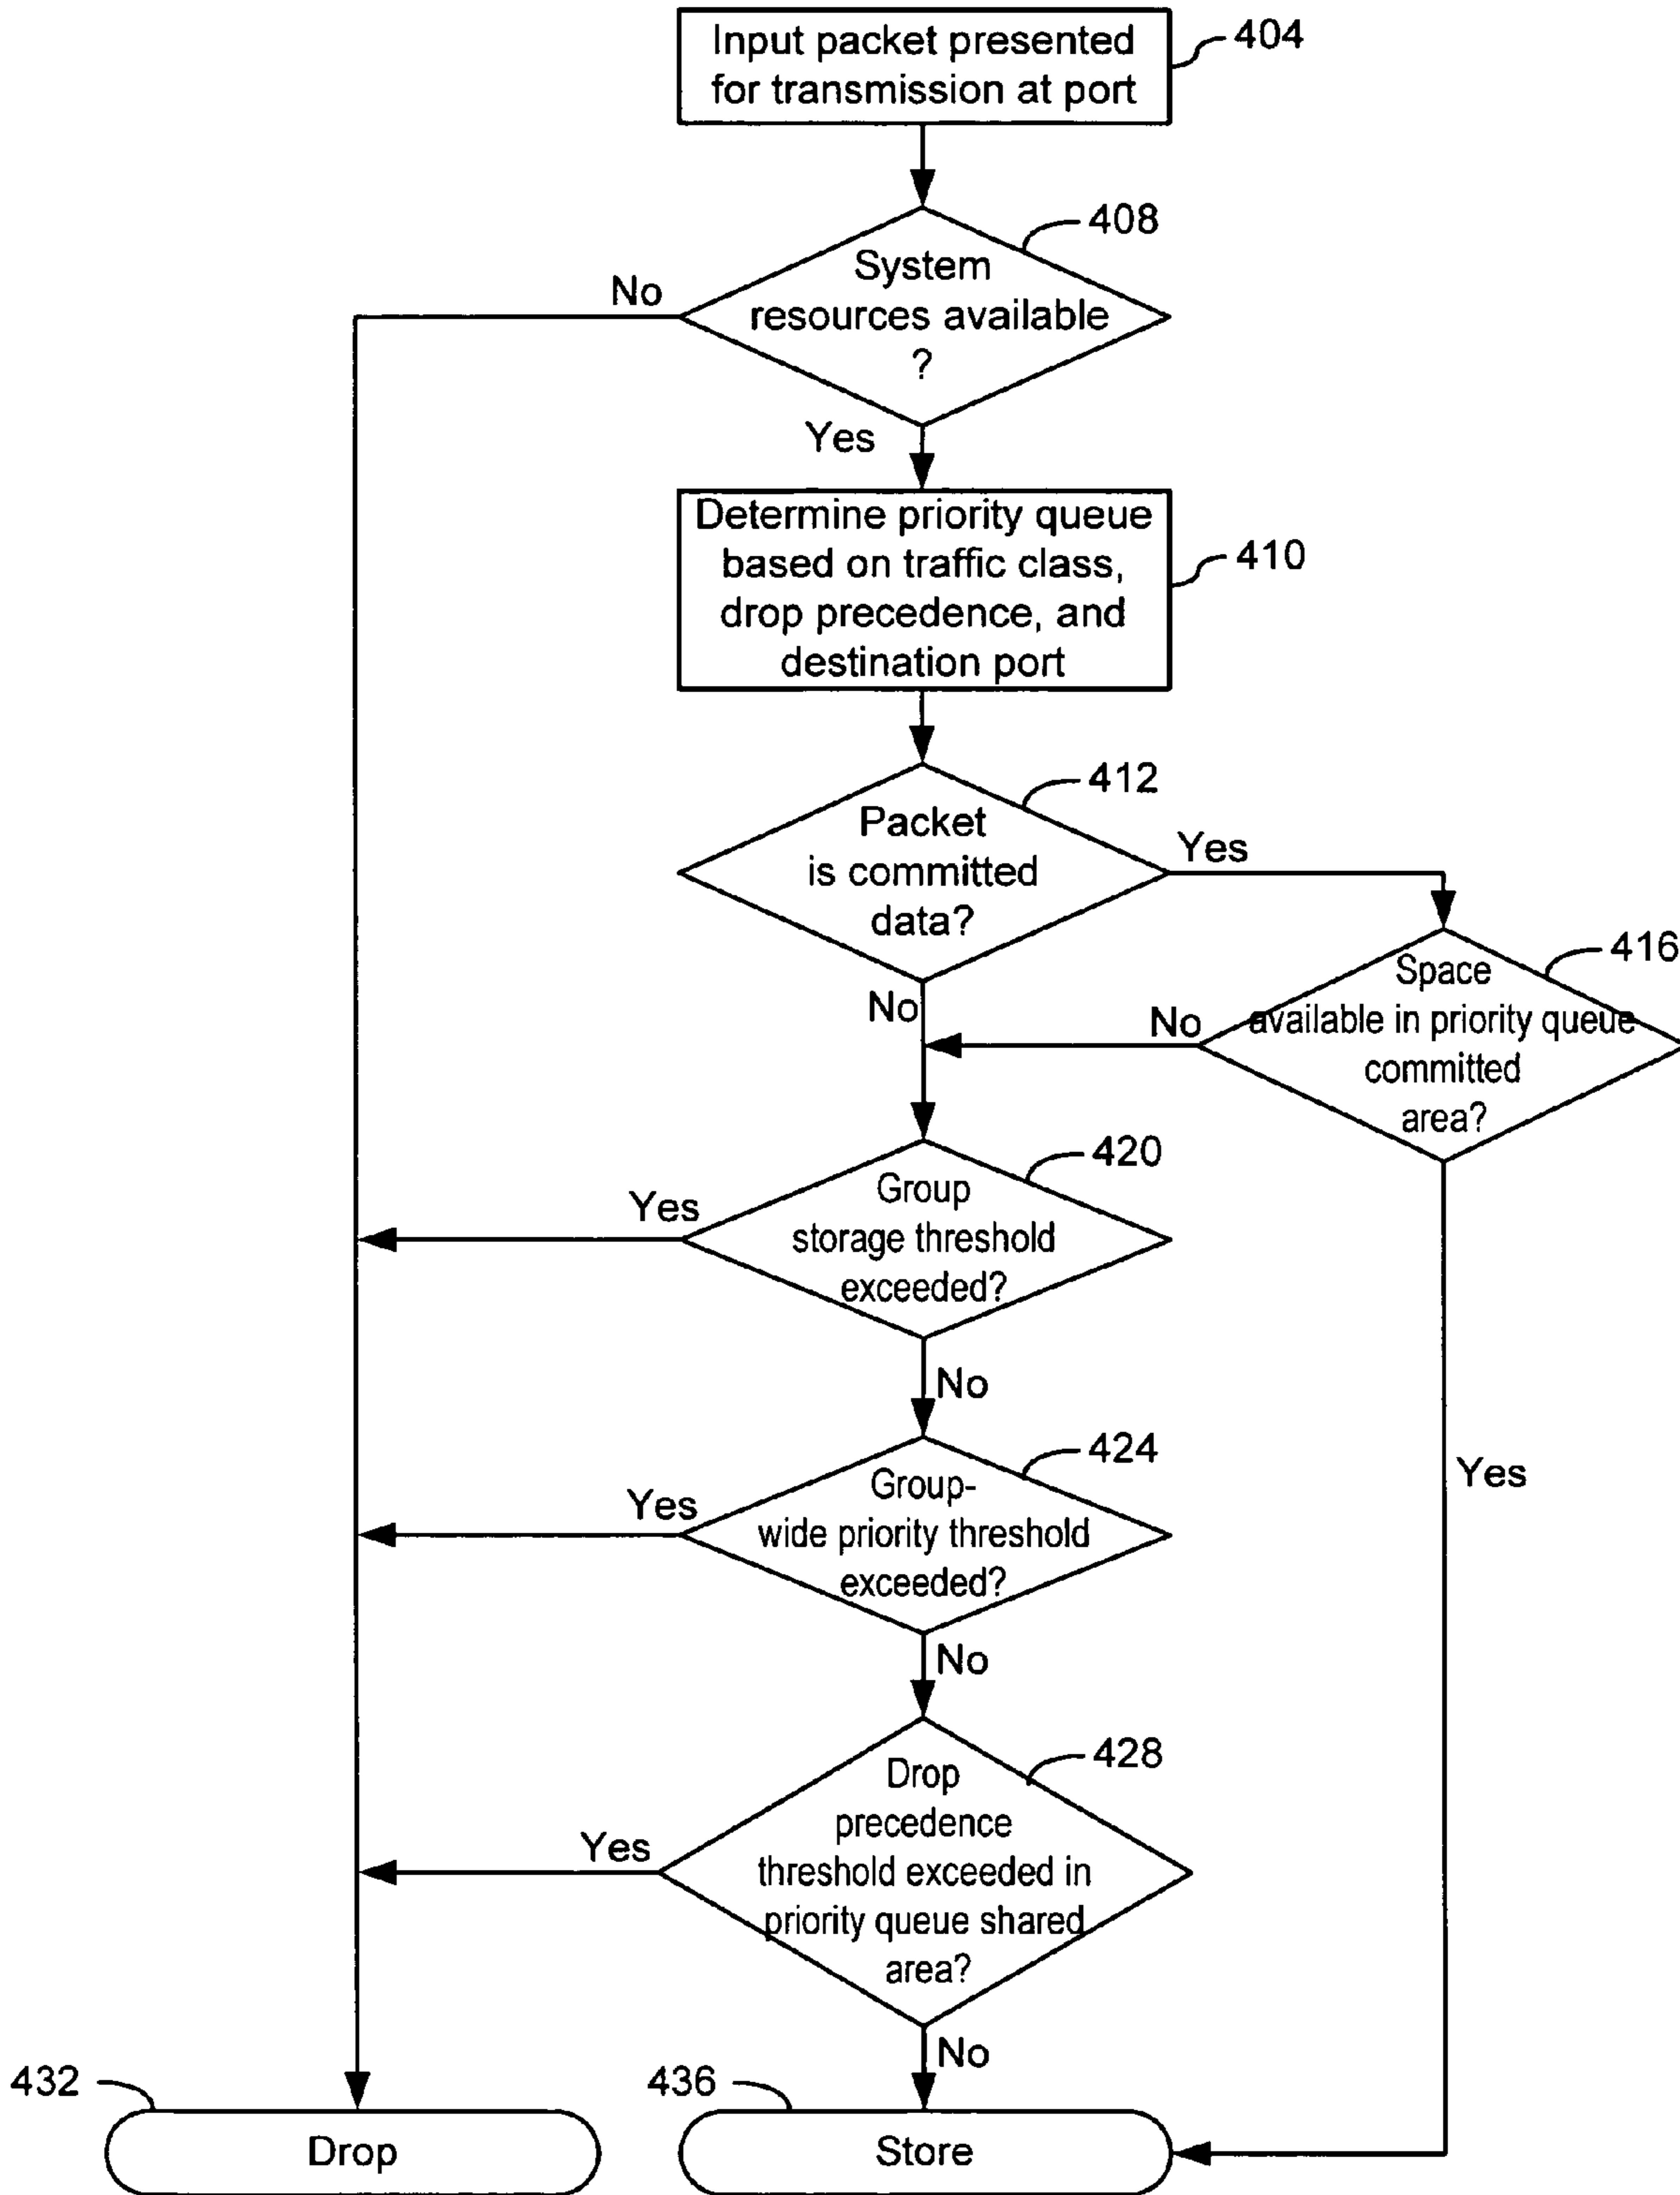 Input packet presented
for transmission at port
404
408
System
resources available
?
No
Yes
Determine priority queue
based on traffic class,
drop precedence, and
destination port
410
412
Packet
is committed
data?
Yes
No
416
Space
available in priority queue
committed
area?
No
Yes
420
Group
storage threshold
exceeded?
Yes
No
424
Group-
wide priority threshold
exceeded?
Yes
No
428
Drop
precedence
threshold exceeded in
priority queue shared
area?
Yes
No
432
Drop
436
Store